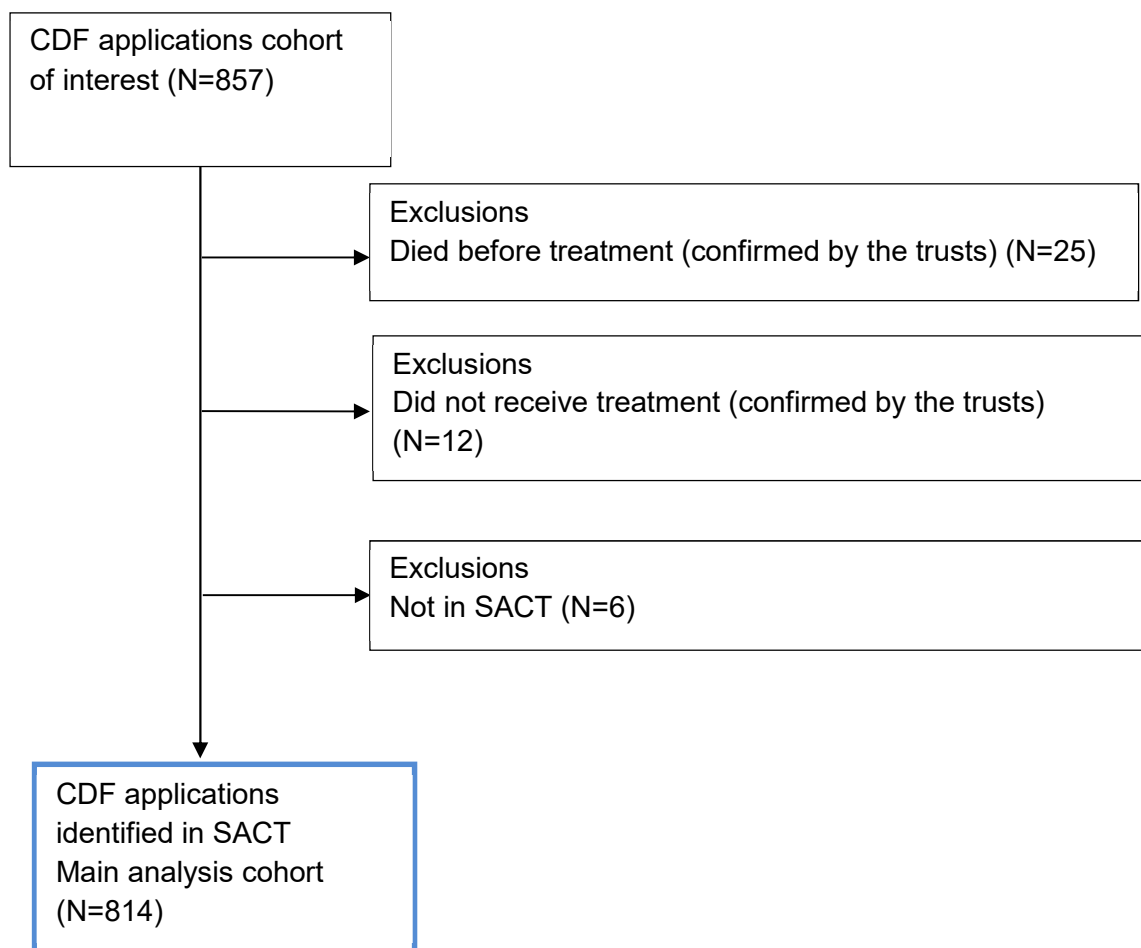 CDF applications cohort
of interest (N=857)
Exclusions
Died before treatment (confirmed by the trusts) (N=25)
Exclusions
Did not receive treatment (confirmed by the trusts)
(N=12)
Exclusions
Not in SACT (N=6)
CDF applications
identified in SACT
Main analysis cohort
(N=814)